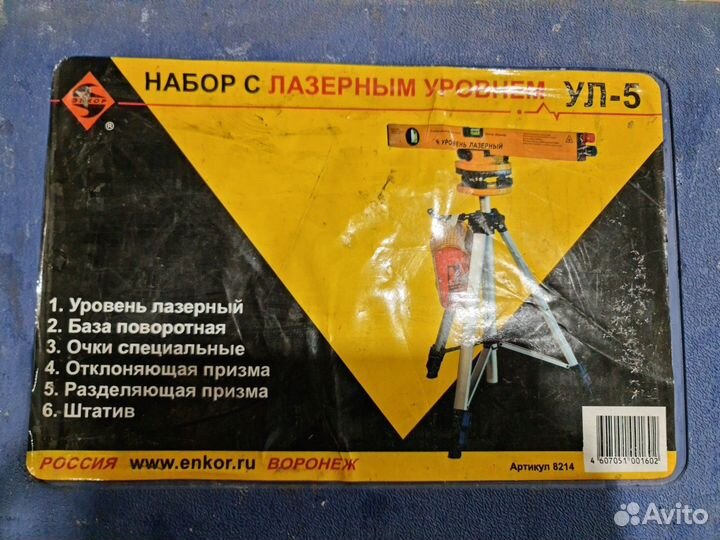 ЭНКОР
®
НАБОР С ЛАЗЕРНЫМ УРОВНЕМ УЛ-5
УРОВЕНЬ ЛАЗЕРНЫЙ
1. Уровень лазерный
2. База поворотная
3. Очки специальные
4. Отклоняющая призма
5. Разделяющая призма
6. Штатив
РОССИЯ www.enkor.ru ВОРОНЕЖ
Артикул 8214
4 607051 001602
Avito